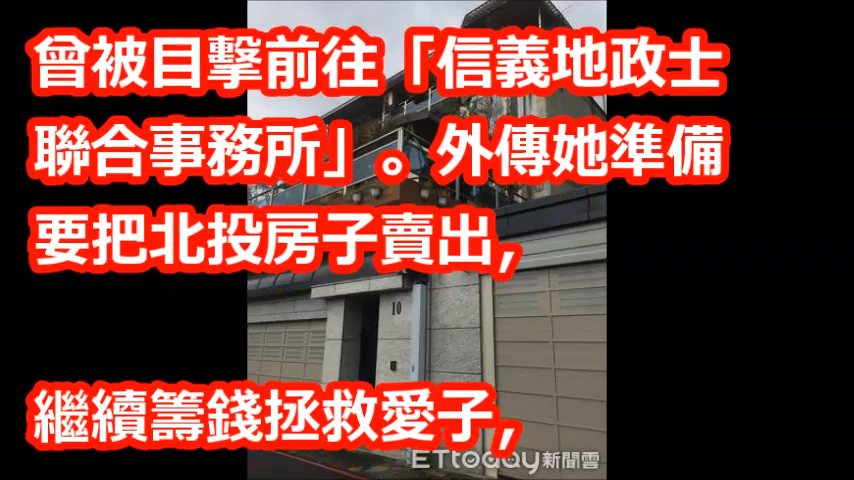 曾被目擊前往「信義地政士
聯合事務所」。外傳她準備
要把北投房子賣出,
10
繼續籌錢拯救愛子,
ETtoday新聞雲